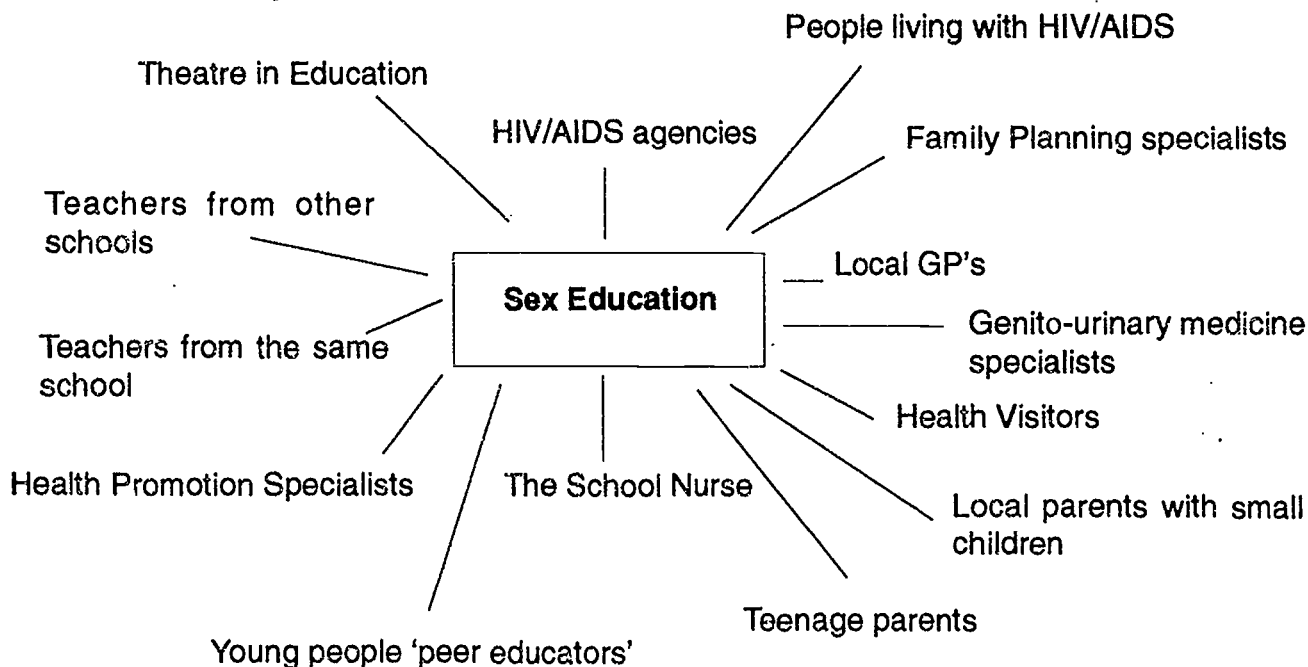 People living with HIV/AIDS
Theatre in Education
HIV/AIDS agencies
Family Planning specialists
Teachers from other
schools
Local GP's
Sex Education
Genito-urinary medicine
specialists
Teachers from the same
school
Health Visitors
Health Promotion Specialists
The School Nurse
Local parents with small
children
Teenage parents
Young people 'peer educators'